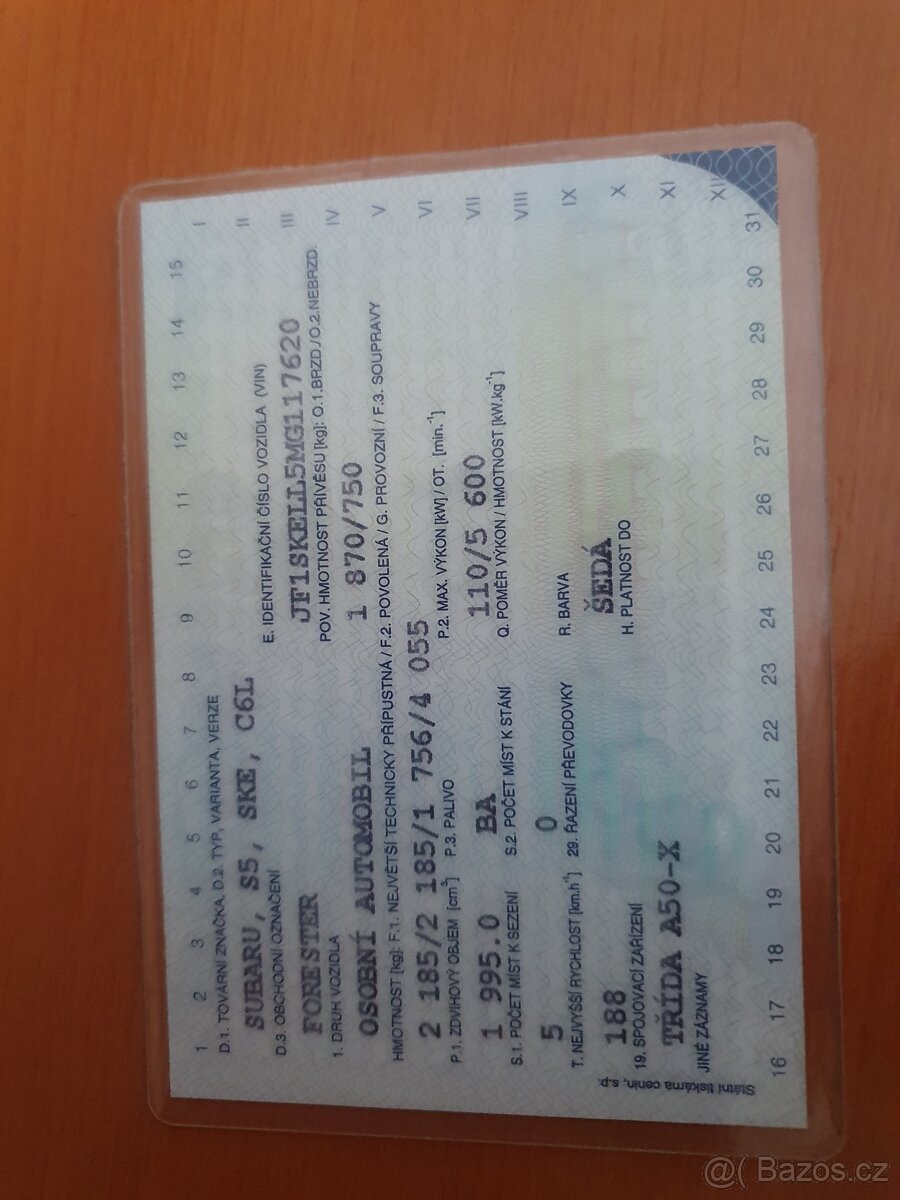 1 2 3 4 5 6 7 8 9 10 11 12 13 14 15
D.1. TOVÁRNÍ ZNAČKA, D.2. TYP, VARIANTA, VERZE
I
SUBARU, S5, SKE, C6L
E. IDENTIFIKAČNÍ ČÍSLO VOZIDLA (VIN)
II
D.3. OBCHODNÍ OZNAČENÍ
JF1SKELL5MG117620
III
FORESTER
POV. HMOTNOST PŘÍVĚSU [kg]: O.1.BRZD./O.2.NEBRZD.
IV
1. DRUH VOZIDLA
1 870/750
OSOBNÍ AUTOMOBIL
V
HMOTNOST [kg]: F.1. NEJVĚTŠÍ TECHNICKY PŘÍPUSTNÁ / F.2. POVOLENÁ / G. PROVOZNÍ / F.3. SOUPRAVY
2 185/2 185/1 756/4 055
VI
P.1. ZDVIHOVÝ OBJEM [cm³] P.3. PALIVO P.2. MAX. VÝKON [kW] / OT. [min.⁻¹]
1 995.0 BA 110/5 600
VII
S.1. POČET MÍST K SEZENÍ S.2. POČET MÍST K STÁNÍ Q. POMĚR VÝKON / HMOTNOST [kW.kg⁻¹]
VIII
5 0
T. NEJVYŠŠÍ RYCHLOST [km.h⁻¹] 29. ŘAZENÍ PŘEVODOVKY R. BARVA
IX
188 ŠEDÁ
19. SPOJOVACÍ ZAŘÍZENÍ H. PLATNOST DO
X
TŘÍDA A50-X
XI
JINÉ ZÁZNAMY
XII
Státní tiskárna cenin, s.p.
16 17 18 19 20 21 22 23 24 25 26 27 28 29 30 31
@( Bazos.cz